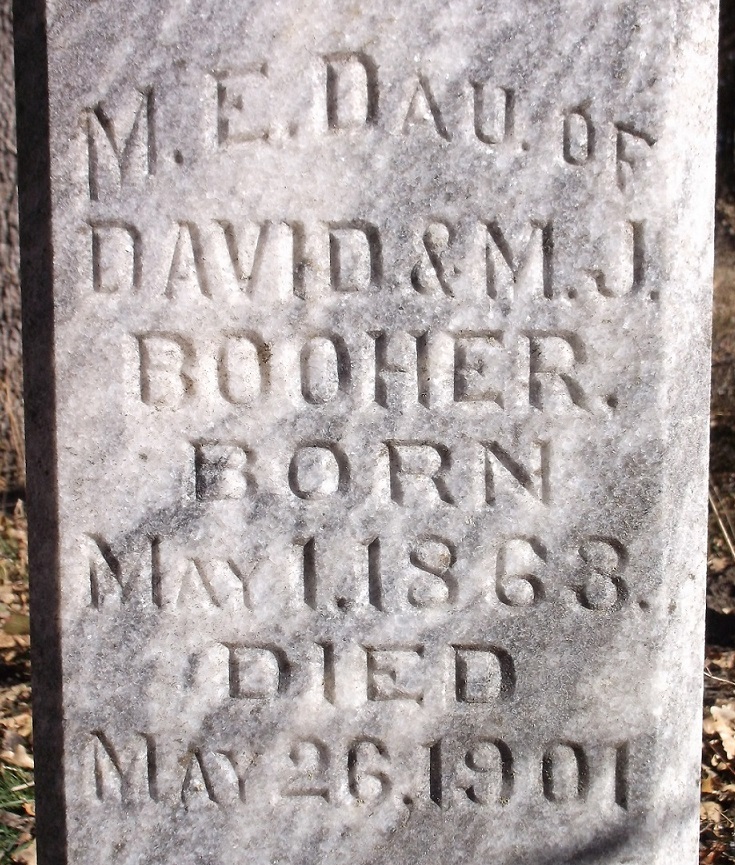 M. E. DAU. OF
DAVID & M. J.
BOOHER.
BORN
MAY 1, 1868.
DIED
MAY 26, 1901